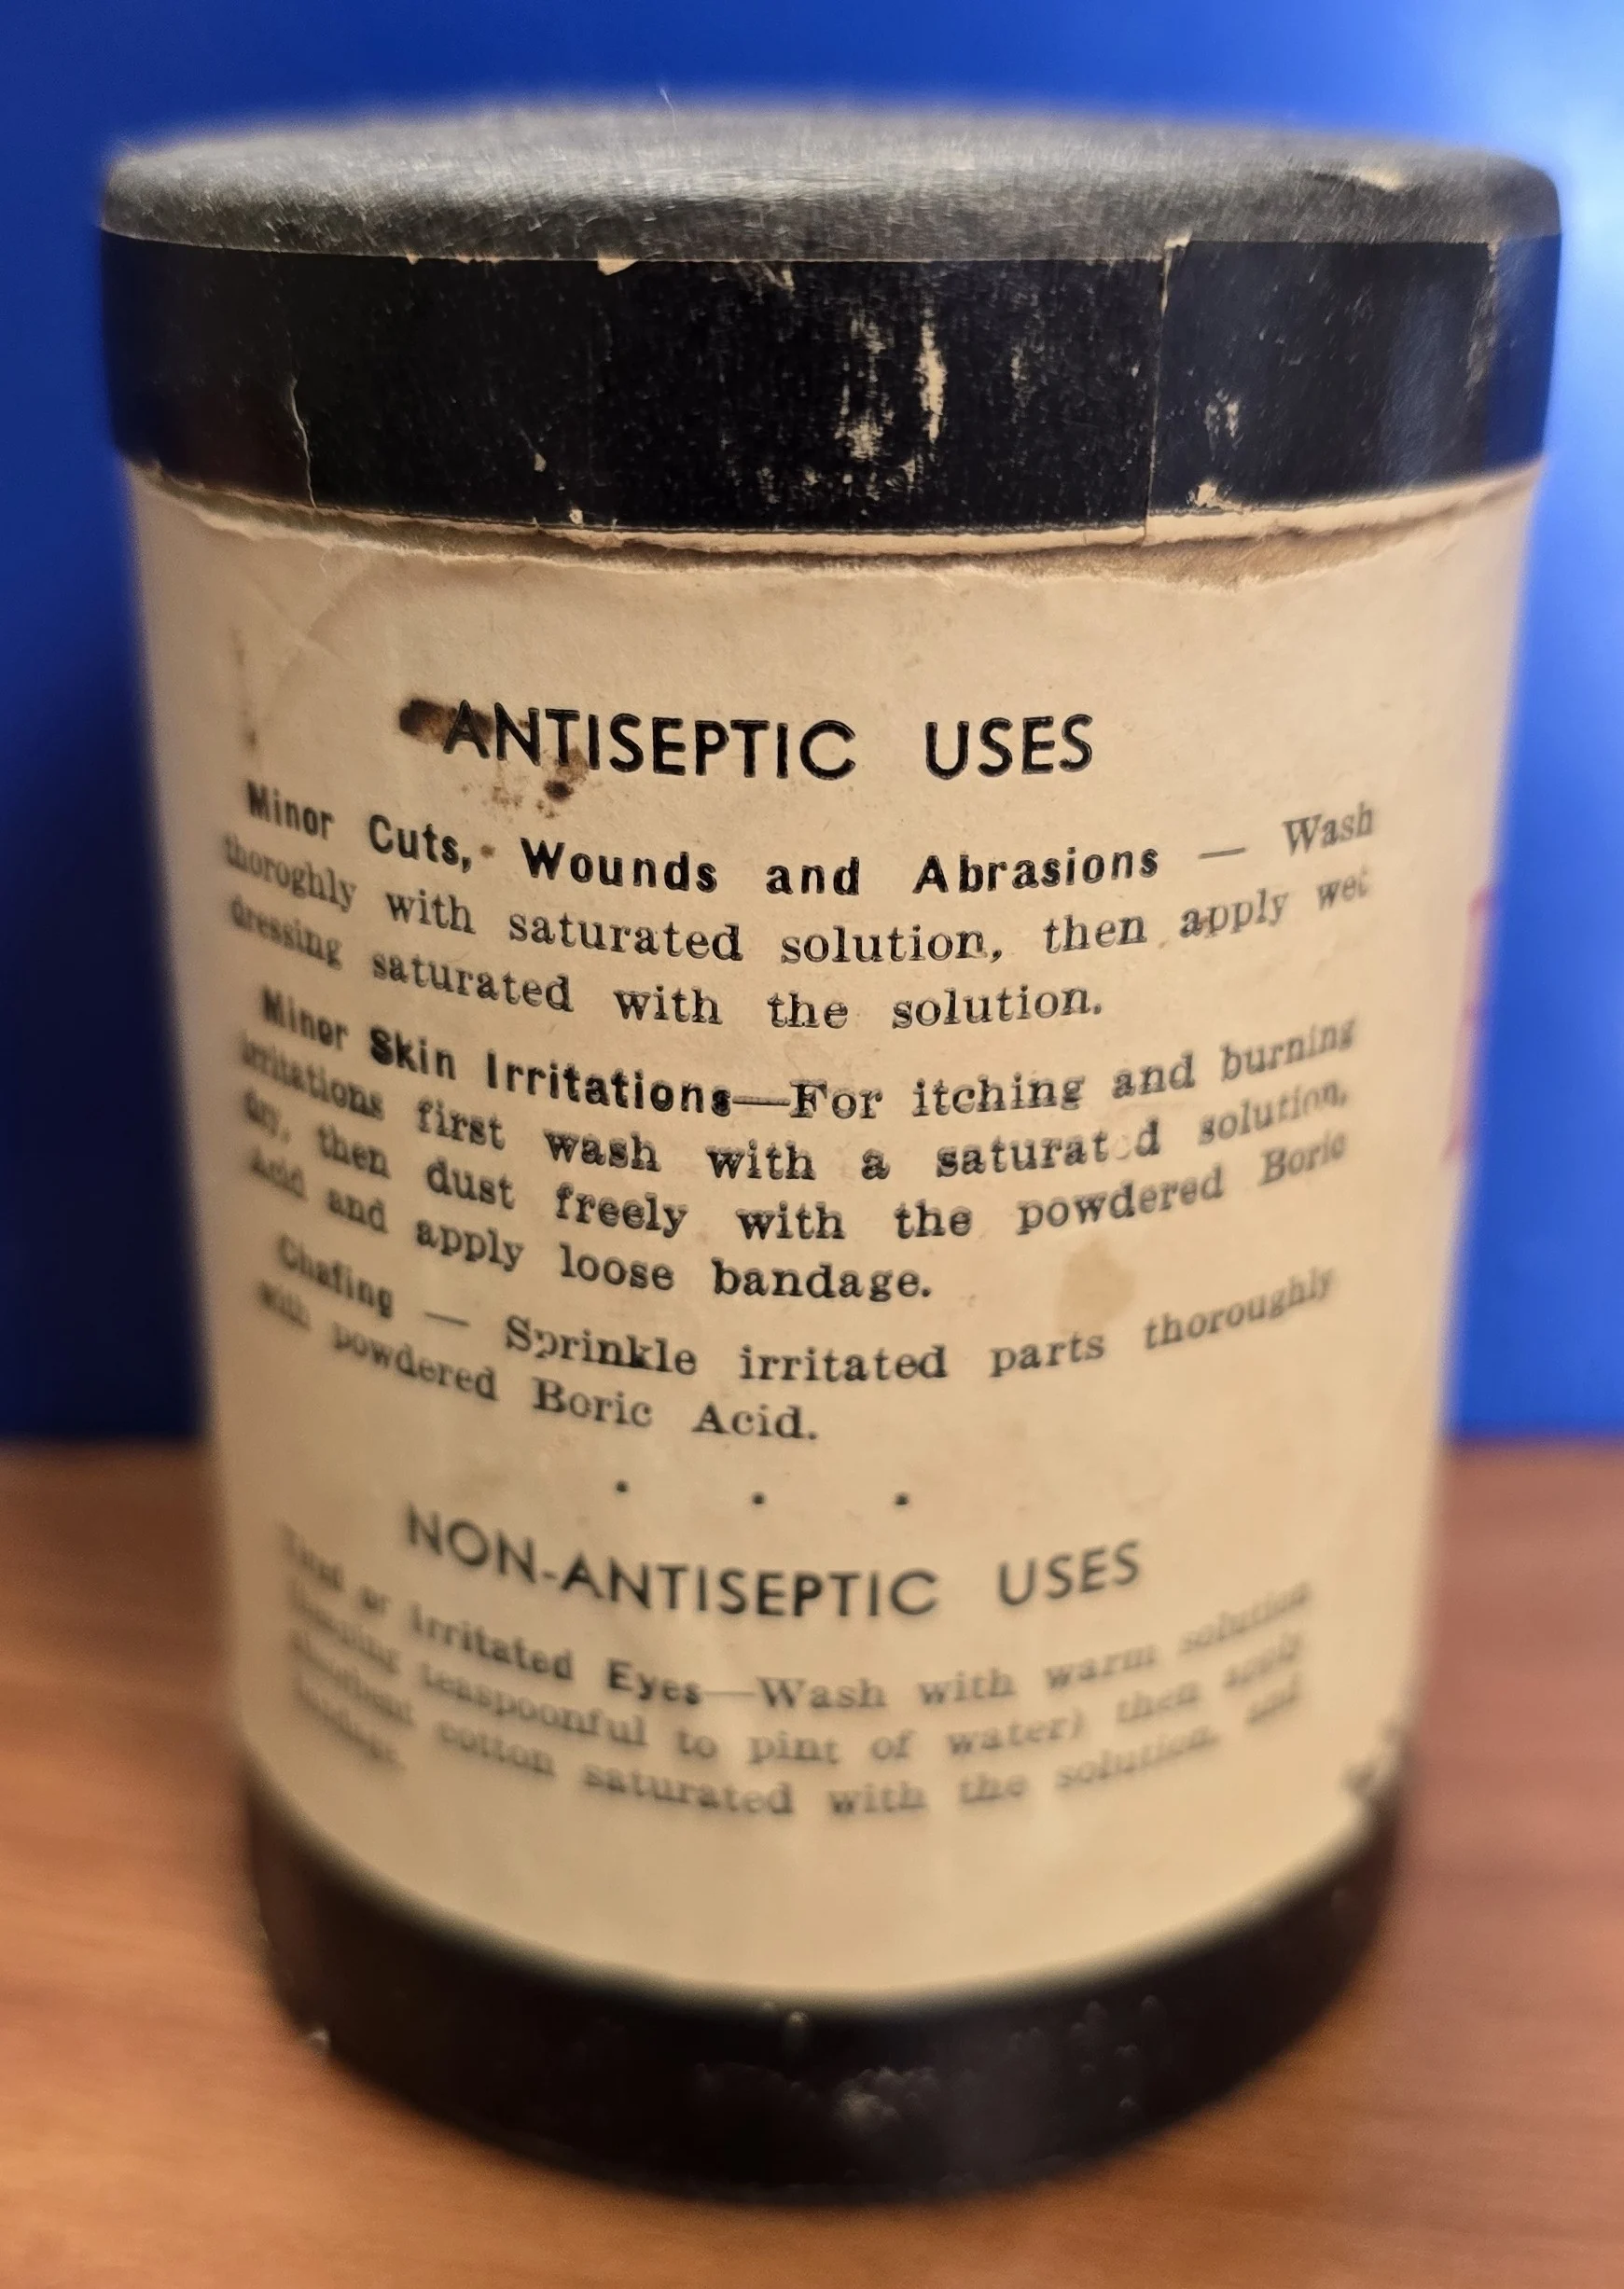 ANTISEPTIC USES
Minor Cuts, Wounds and Abrasions — Wash
thoroghly with saturated solution, then apply wet
dressing saturated with the solution.
Minor Skin Irritations—For itching and burning
irritations first wash with a saturat d solution,
dry, then dust freely with the powdered Boric
Acid and apply loose bandage.
Chafing — Sprinkle irritated parts thoroughly
with powdered Boric Acid.
• • •
NON-ANTISEPTIC USES
or Irritated Eyes—Wash with warm solution
teaspoonful to pint of water) then apply
cotton saturated with the solution, and
bandage.